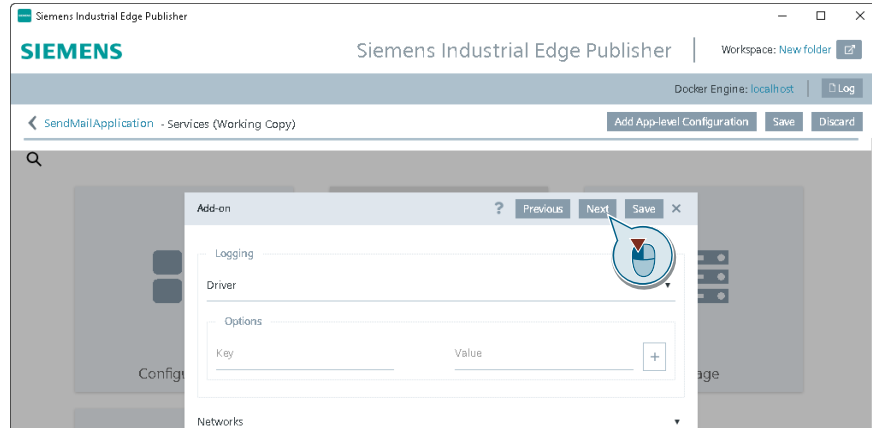 Siemens Industrial Edge Publisher
SIEMENS
Siemens Industrial Edge Publisher
Workspace: New folder
Docker Engine: localhost
Log
SendMailApplication - Services (Working Copy)
Add App-level Configuration
Save
Discard
Add-on
? Previous Next Save
Logging
Driver
Options
Key
Value
+
Config
age
Networks